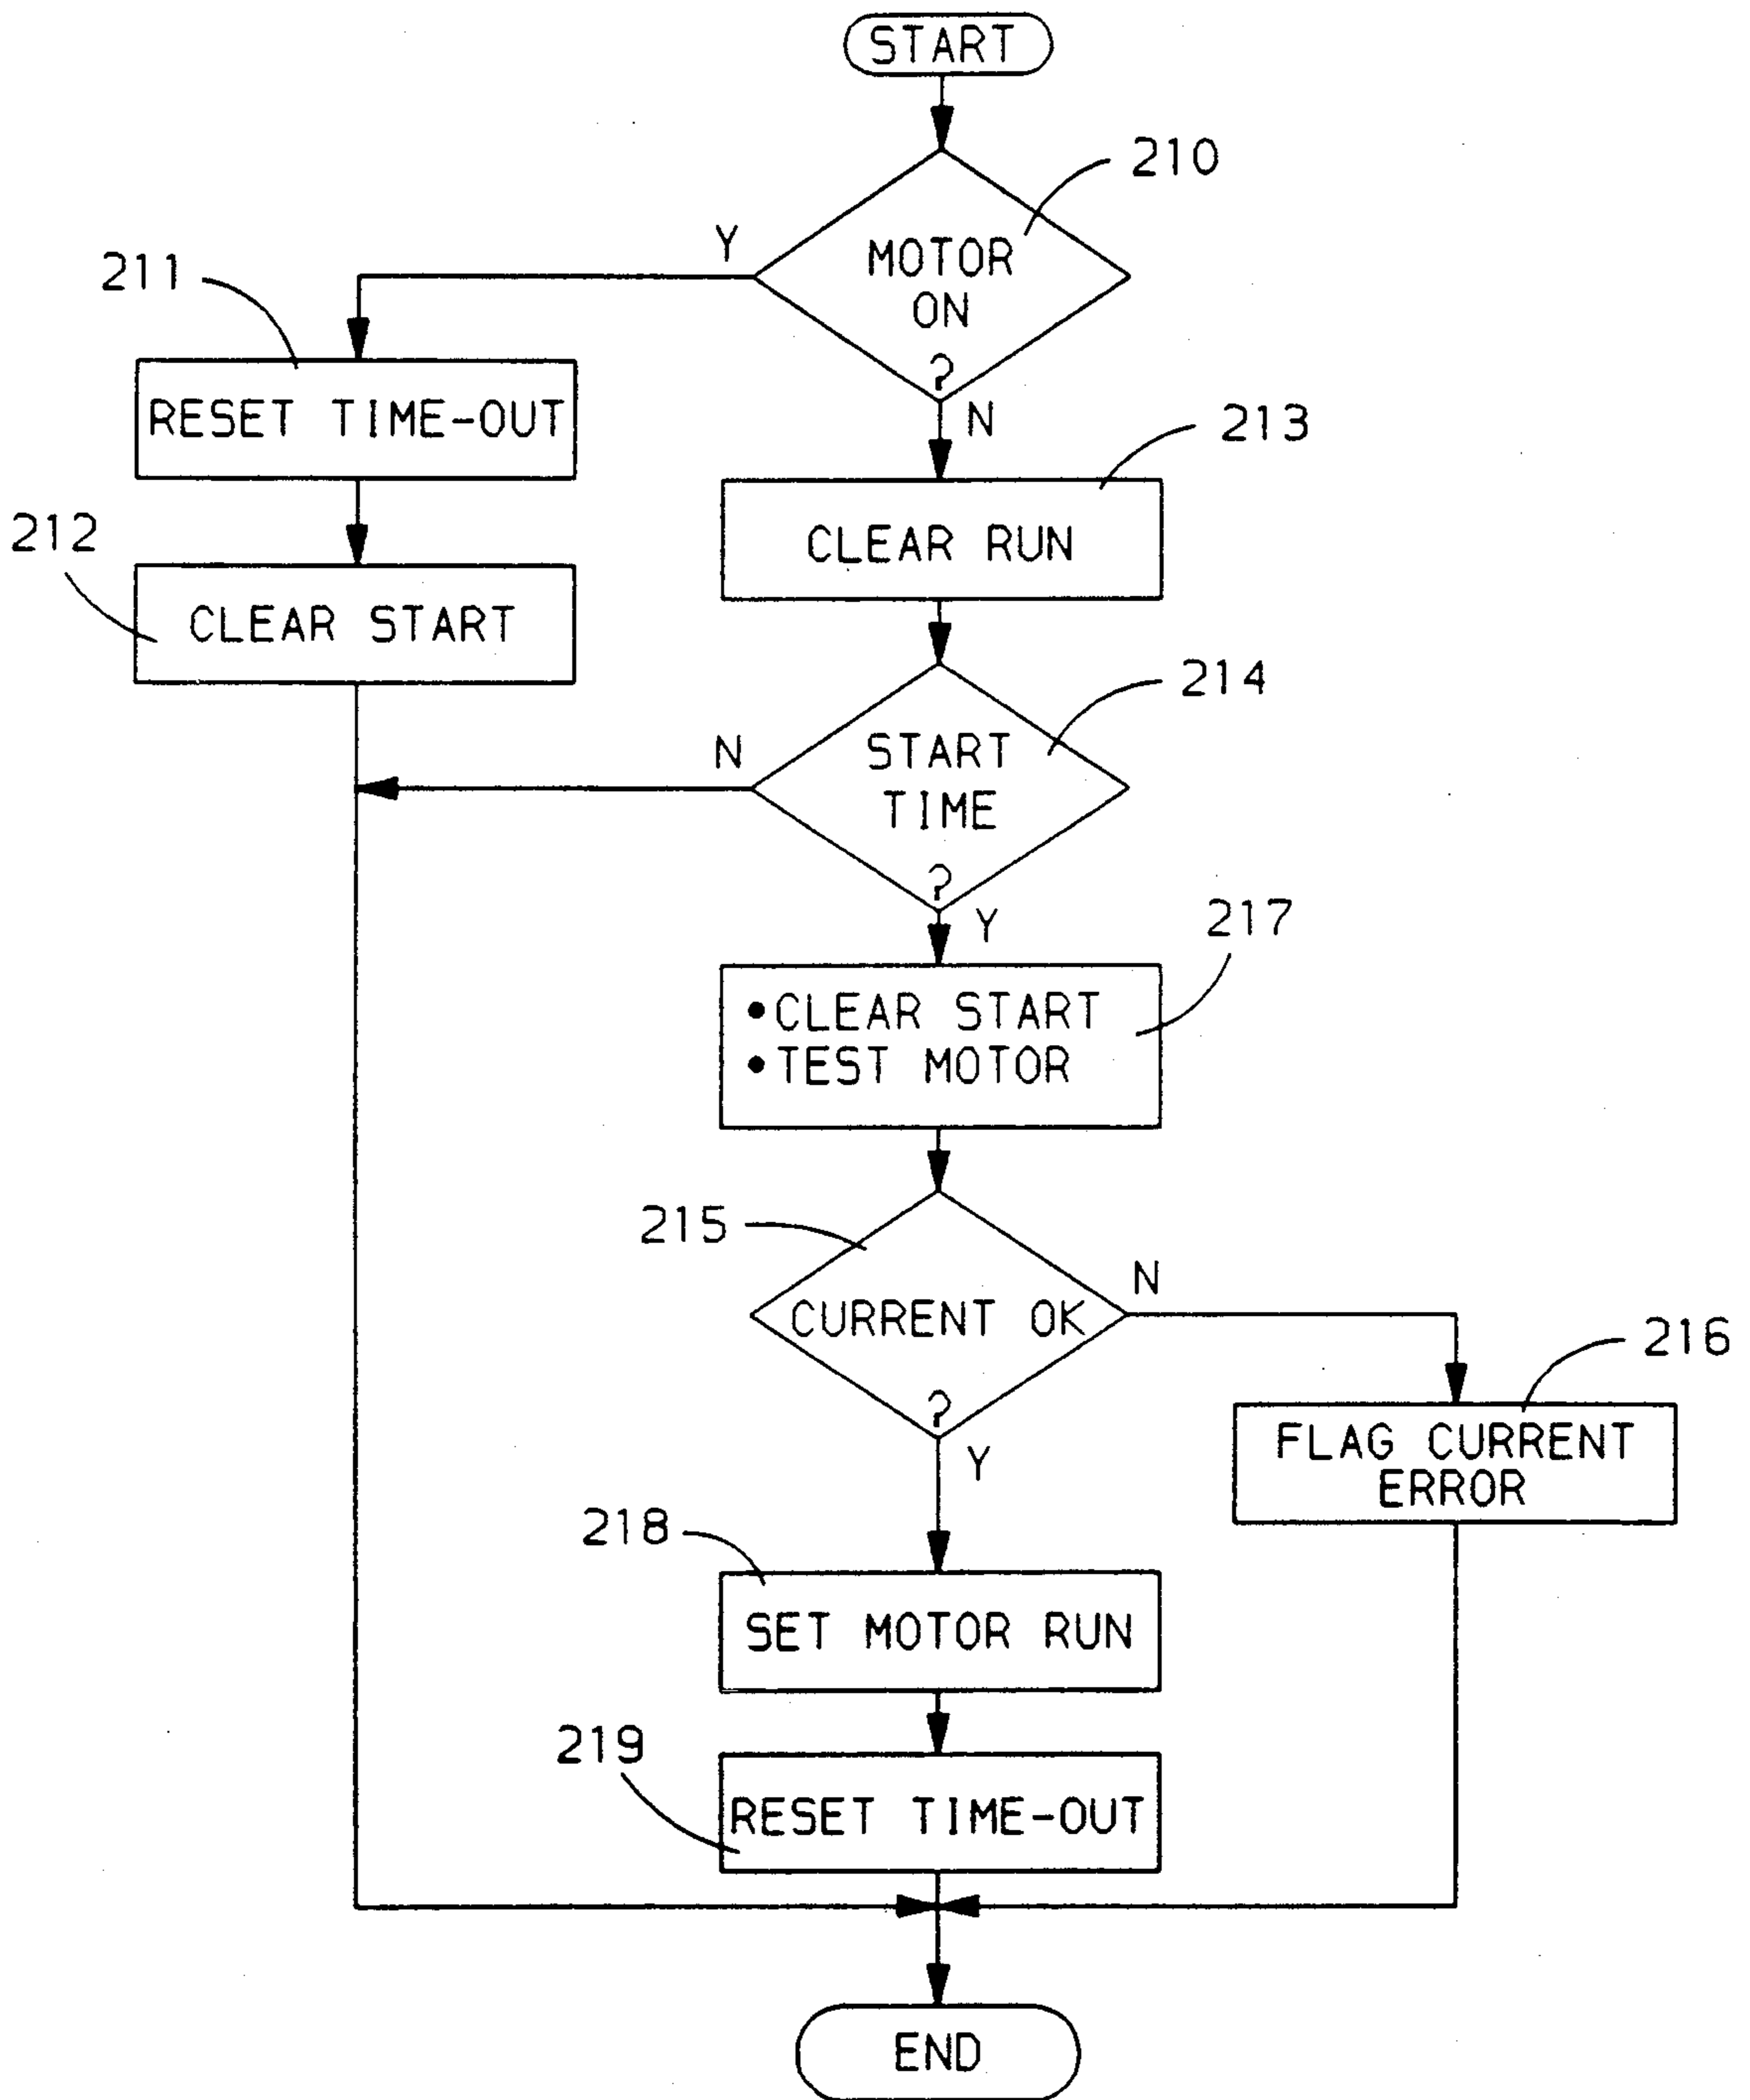 START
210
MOTOR
ON
?
Y
N
211
RESET TIME-OUT
213
CLEAR RUN
212
CLEAR START
214
START
TIME
?
N
Y
217
•CLEAR START
•TEST MOTOR
215
CURRENT OK
?
N
Y
216
FLAG CURRENT
ERROR
218
SET MOTOR RUN
219
RESET TIME-OUT
END